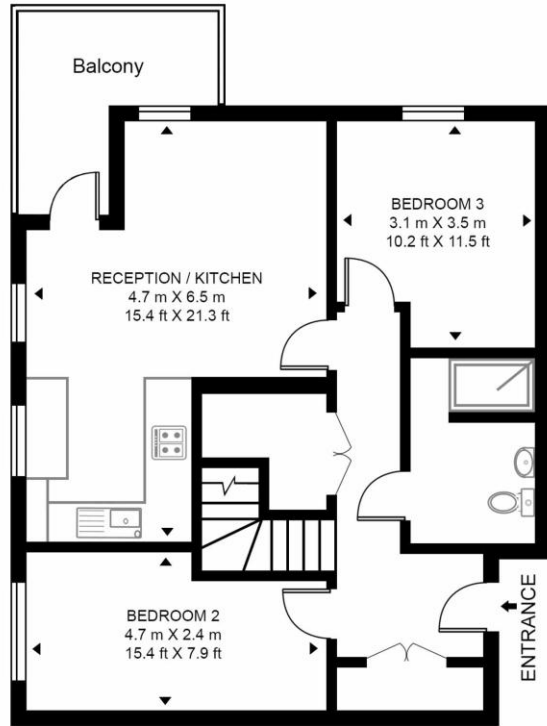 Balcony
BEDROOM 3
3.1 m X 3.5 m
10.2 ft X 11.5 ft
RECEPTION / KITCHEN
4.7 m X 6.5 m
15.4 ft X 21.3 ft
BEDROOM 2
4.7 m X 2.4 m
15.4 ft X 7.9 ft
ENTRANCE